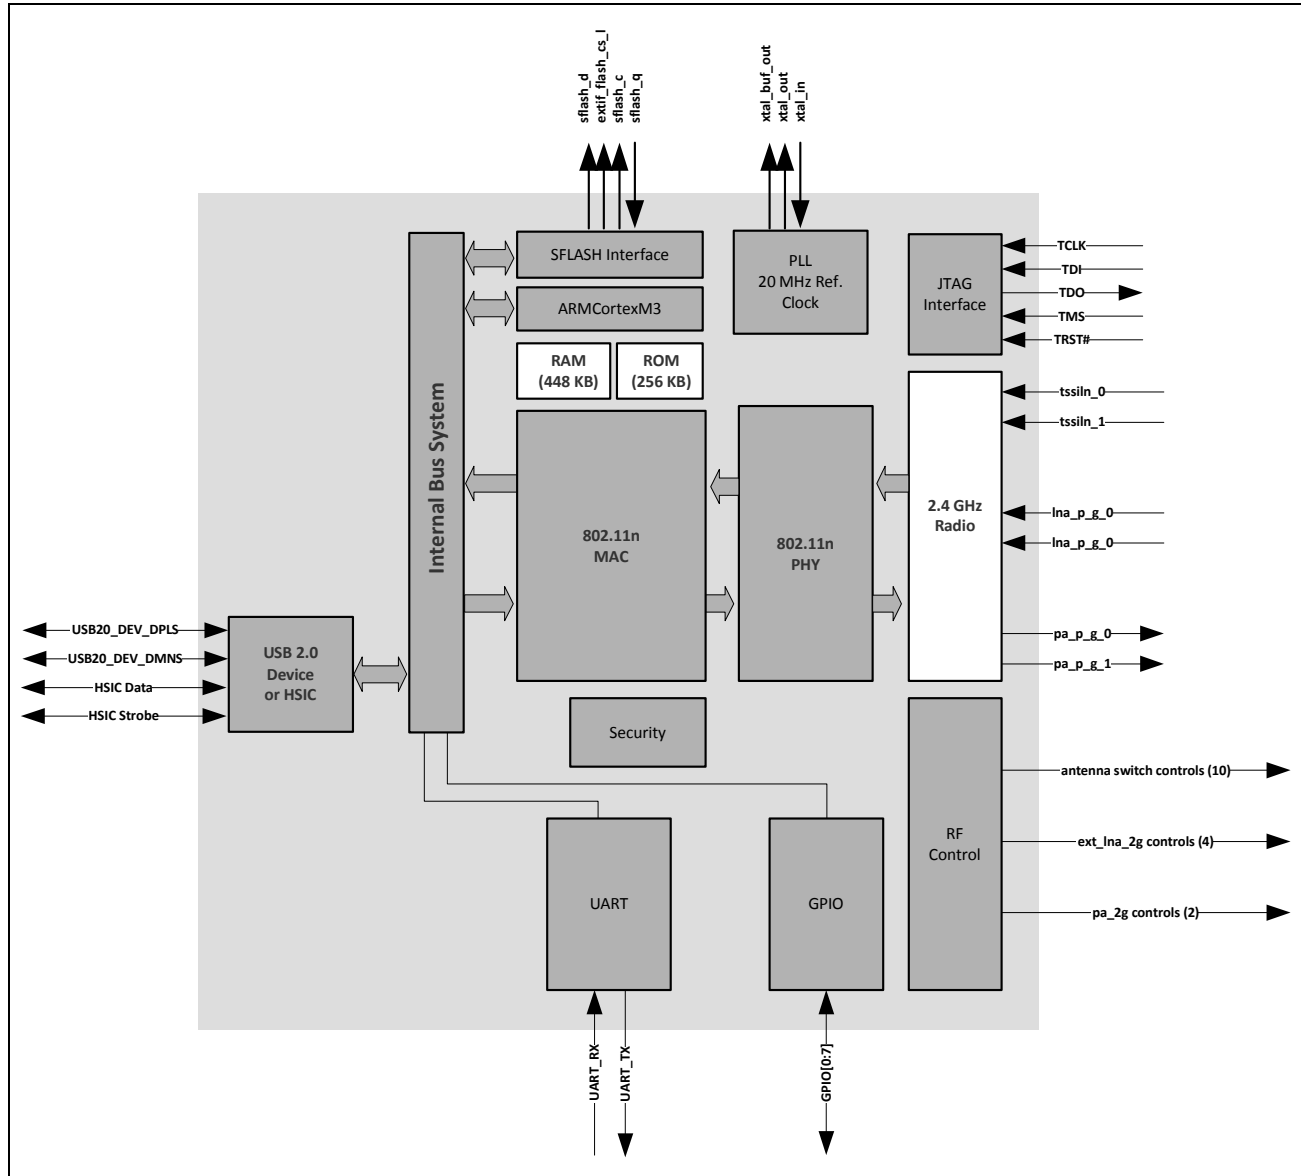 sflash_d
extif_flash_cs_l
sflash_c
sflash_q
xtal_buf_out
xtal_out
xtal_in
SFLASH Interface
ARMCortexM3
RAM
(448 KB)
ROM
(256 KB)
PLL
20 MHz Ref.
Clock
JTAG
Interface
TCLK
TDI
TDO
TMS
TRST#
Internal Bus System
802.11n
MAC
802.11n
PHY
2.4 GHz
Radio
tssiln_0
tssiln_1
lna_p_g_0
lna_p_g_0
pa_p_g_0
pa_p_g_1
USB20_DEV_DPLS
USB20_DEV_DMNS
HSIC Data
HSIC Strobe
USB 2.0
Device
or HSIC
Security
UART
GPIO
RF
Control
antenna switch controls (10)
ext_lna_2g controls (4)
pa_2g controls (2)
UART_RX
UART_TX
GPIO[0:7]